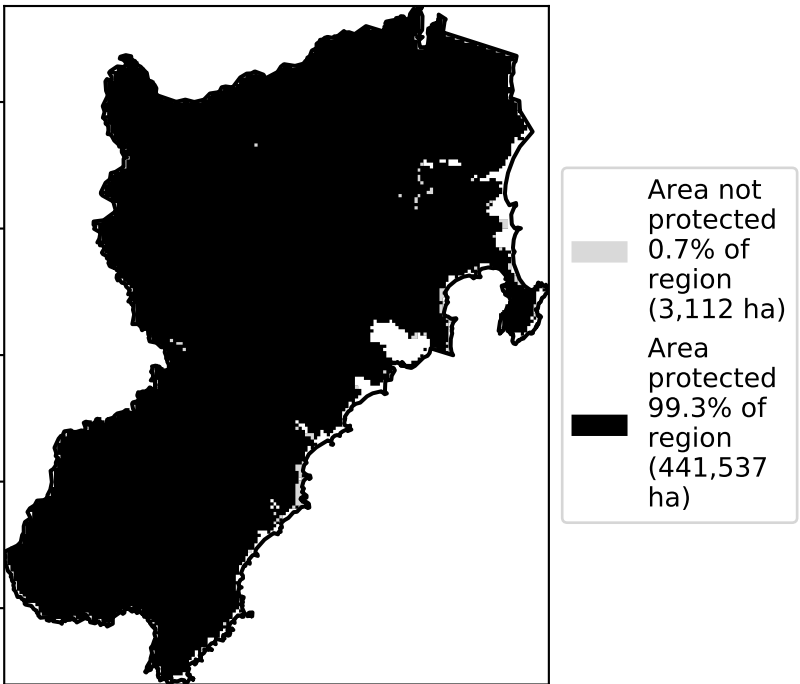 Area not
protected
0.7% of
region
(3,112 ha)
Area
protected
99.3% of
region
(441,537
ha)